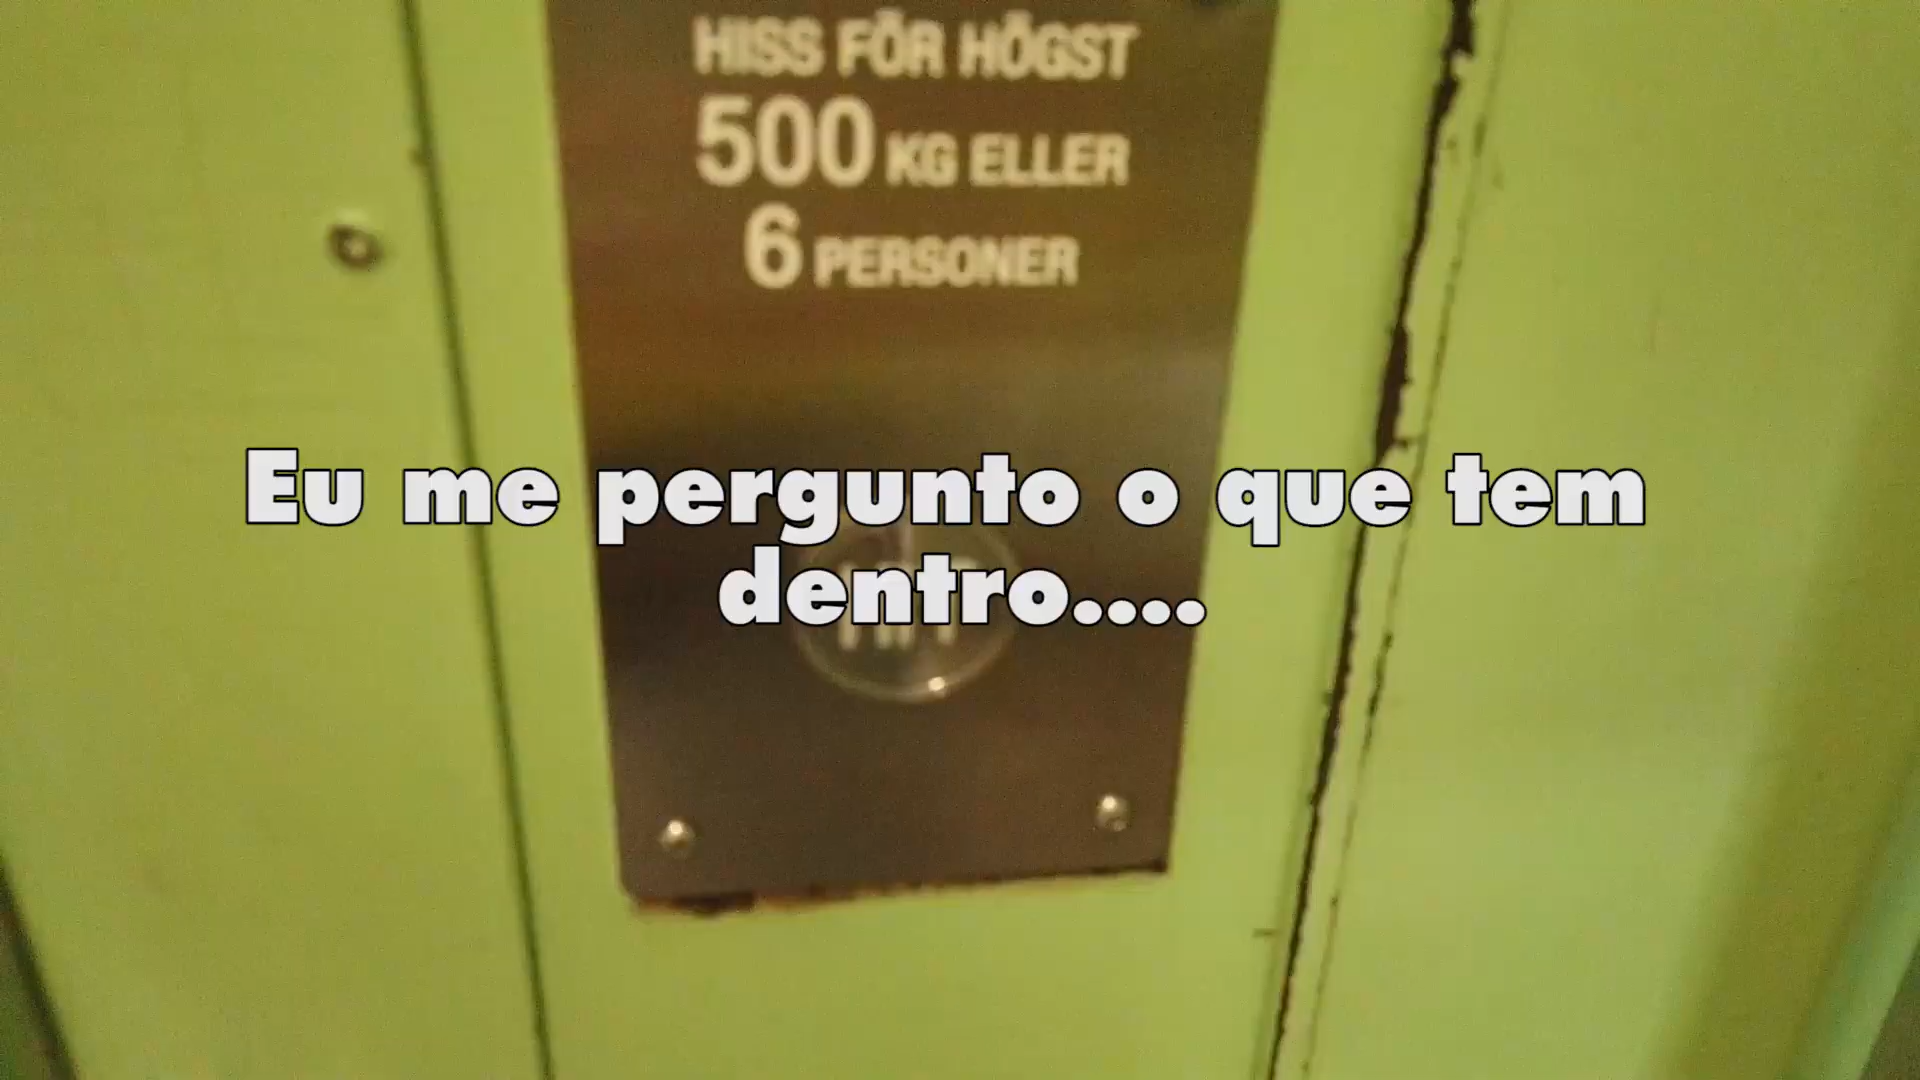 HISS FÖR HÖGST
500 KG ELLER
6 PERSONER
Eu me pergunto o que tem
dentro....